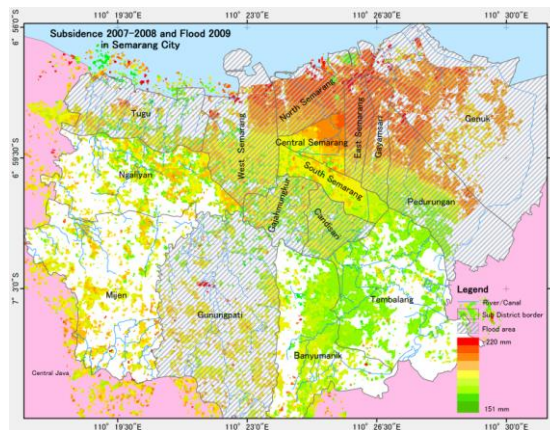 110° 19'30"E
110° 23'0"E
110° 26'30"E
110° 30'0"E
Subsidence 2007-2008 and Flood 2009
in Semarang City
6° 56'0"S
6° 59'30"S
7° 3'0"S
Tugu
North Semarang
Genuk
West Semarang
Central Semarang
East Semarang
Gayamsari
Ngaliyan
South Semarang
Gajahmungkur
Candisari
Pedurungan
Mijen
Gunungpati
Tembalang
Banyumanik
Central Java
Legend
River/Canal
Sub District border
Flood area
-220 mm
151 mm
110° 19'30"E
110° 23'0"E
110° 26'30"E
110° 30'0"E